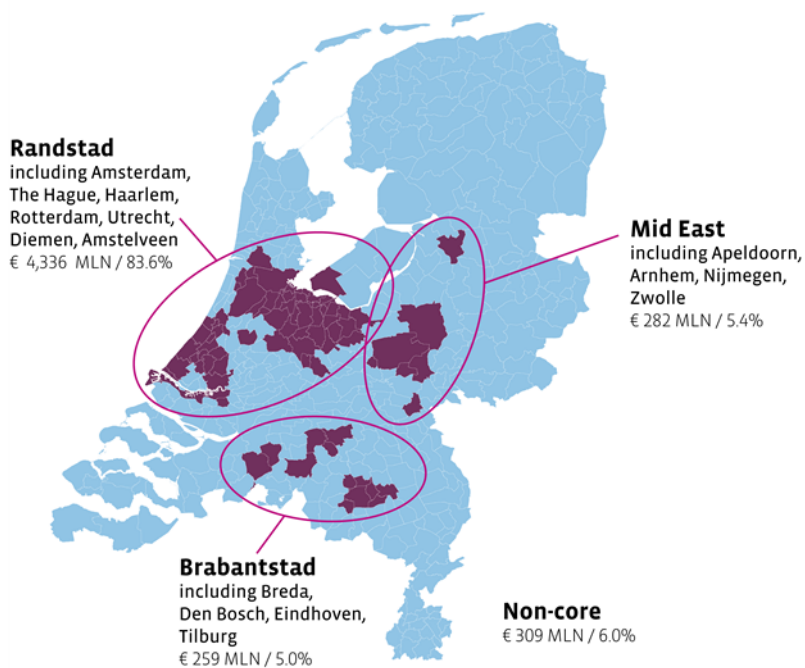 Randstad
including Amsterdam,
The Hague, Haarlem,
Rotterdam, Utrecht,
Diemen, Amstelveen
€ 4,336 MLN / 83.6%
Mid East
including Apeldoorn,
Arnhem, Nijmegen,
Zwolle
€ 282 MLN / 5.4%
Brabantstad
including Breda,
Den Bosch, Eindhoven,
Tilburg
€ 259 MLN / 5.0%
Non-core
€ 309 MLN / 6.0%